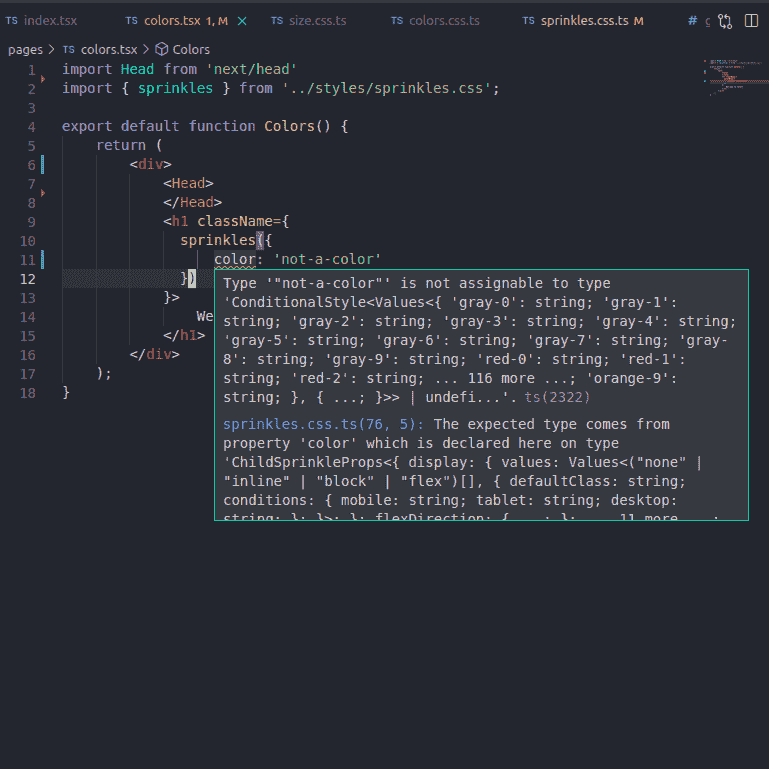 TS index.tsx TS colors.tsx 1, M × TS size.css.ts TS colors.css.ts TS sprinkles.css.ts M # g
pages > TS colors.tsx > Colors
1 import Head from 'next/head'
2 import { sprinkles } from '../styles/sprinkles.css';
3
4 export default function Colors() {
5 return (
6 <div>
7 <Head>
8 </Head>
9 <h1 className={
10 sprinkles({
11 color: 'not-a-color'
12 })
13 }>
14 We
15 </h1>
16 </div>
17 );
18 }
Type '"not-a-color"' is not assignable to type
'ConditionalStyle<Values<{ 'gray-0': string; 'gray-1':
string; 'gray-2': string; 'gray-3': string; 'gray-4': string;
'gray-5': string; 'gray-6': string; 'gray-7': string; 'gray-
8': string; 'gray-9': string; 'red-0': string; 'red-1':
string; 'red-2': string; ... 116 more ...; 'orange-9':
string; }, { ...; }>> | undefi...'. ts(2322)
sprinkles.css.ts(76, 5): The expected type comes from
property 'color' which is declared here on type
'ChildSprinkleProps<{ display: { values: Values<("none" |
"inline" | "block" | "flex")[], { defaultClass: string;
conditions: { mobile: string; tablet: string; desktop:
string; }; }>; }; flexDirection: { ...; }; ... 11 more ...;